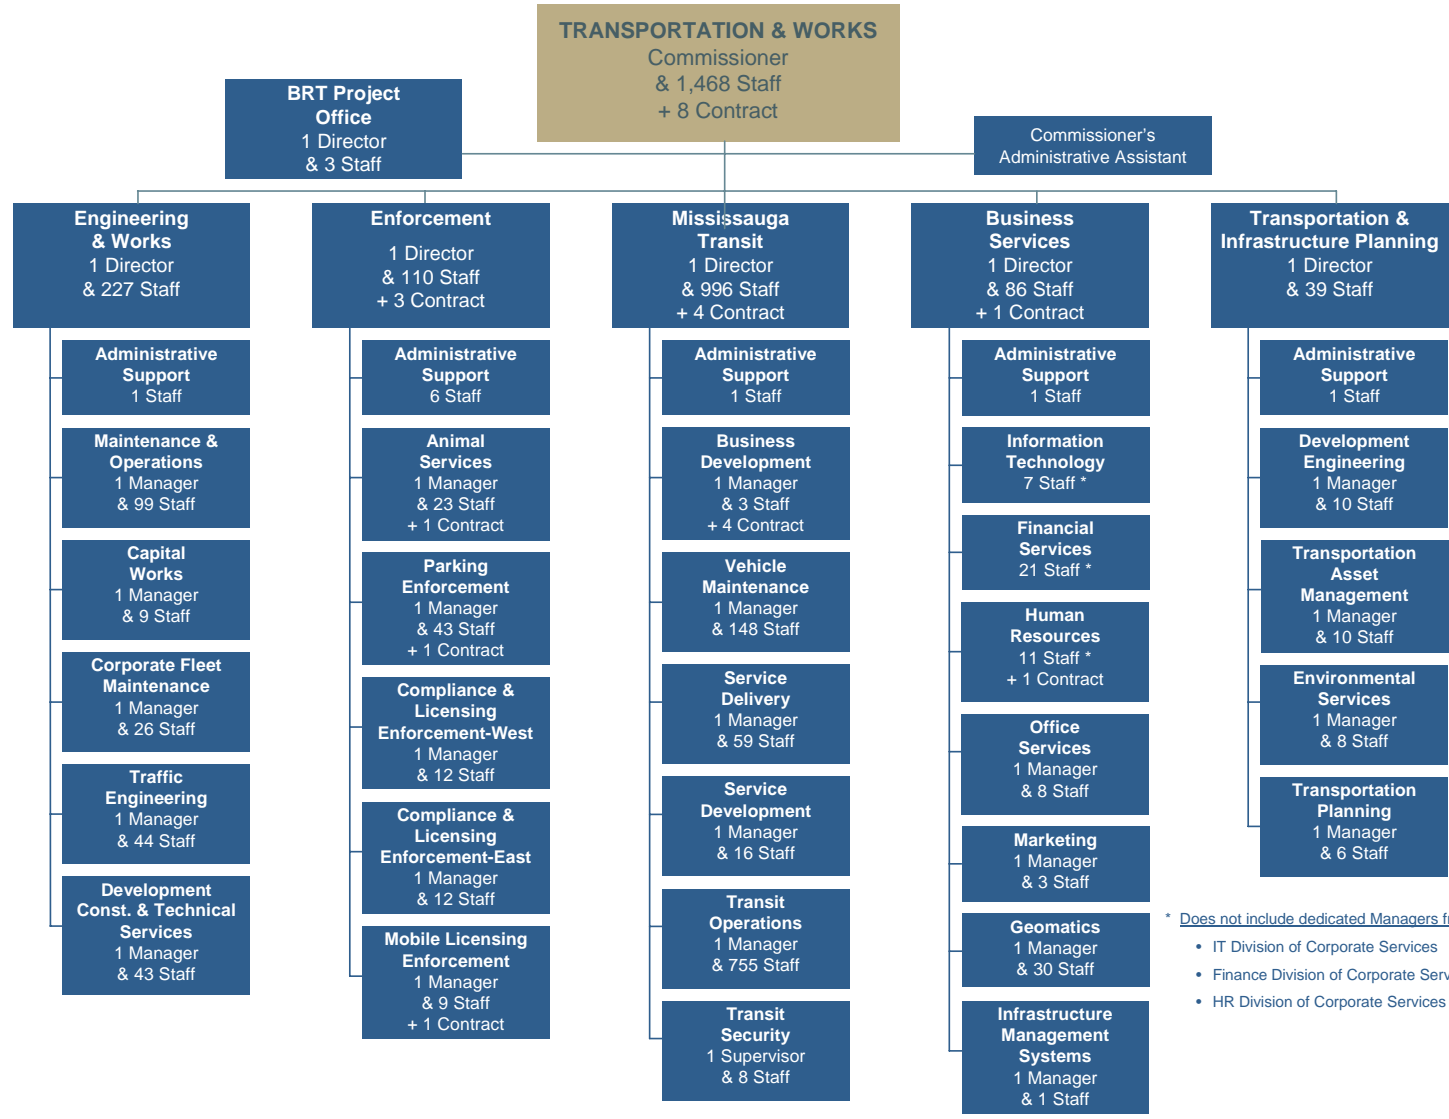 TRANSPORTATION & WORKS
Commissioner
& 1,468 Staff
+ 8 Contract
BRT Project
Office
1 Director
& 3 Staff
Commissioner's
Administrative Assistant
Engineering
& Works
1 Director
& 227 Staff
Administrative
Support
1 Staff
Maintenance &
Operations
1 Manager
& 99 Staff
Capital
Works
1 Manager
& 9 Staff
Corporate Fleet
Maintenance
1 Manager
& 26 Staff
Traffic
Engineering
1 Manager
& 44 Staff
Development
Const. & Technical
Services
1 Manager
& 43 Staff
Enforcement
1 Director
& 110 Staff
+ 3 Contract
Administrative
Support
6 Staff
Animal
Services
1 Manager
& 23 Staff
+ 1 Contract
Parking
Enforcement
1 Manager
& 43 Staff
+ 1 Contract
Compliance &
Licensing
Enforcement-West
1 Manager
& 12 Staff
Compliance &
Licensing
Enforcement-East
1 Manager
& 12 Staff
Mobile Licensing
Enforcement
1 Manager
& 9 Staff
+ 1 Contract
Mississauga
Transit
1 Director
& 996 Staff
+ 4 Contract
Administrative
Support
1 Staff
Business
Development
1 Manager
& 3 Staff
+ 4 Contract
Vehicle
Maintenance
1 Manager
& 148 Staff
Service
Delivery
1 Manager
& 59 Staff
Service
Development
1 Manager
& 16 Staff
Transit
Operations
1 Manager
& 755 Staff
Transit
Security
1 Supervisor
& 8 Staff
Business
Services
1 Director
& 86 Staff
+ 1 Contract
Administrative
Support
1 Staff
Information
Technology
7 Staff *
Financial
Services
21 Staff *
Human
Resources
11 Staff *
+ 1 Contract
Office
Services
1 Manager
& 8 Staff
Marketing
1 Manager
& 3 Staff
Geomatics
1 Manager
& 30 Staff
Infrastructure
Management
Systems
1 Manager
& 1 Staff
Transportation &
Infrastructure Planning
1 Director
& 39 Staff
Administrative
Support
1 Staff
Development
Engineering
1 Manager
& 10 Staff
Transportation
Asset
Management
1 Manager
& 10 Staff
Environmental
Services
1 Manager
& 8 Staff
Transportation
Planning
1 Manager
& 6 Staff
* Does not include dedicated Managers
• IT Division of Corporate Services
• Finance Division of Corporate
• HR Division of Corporate Services